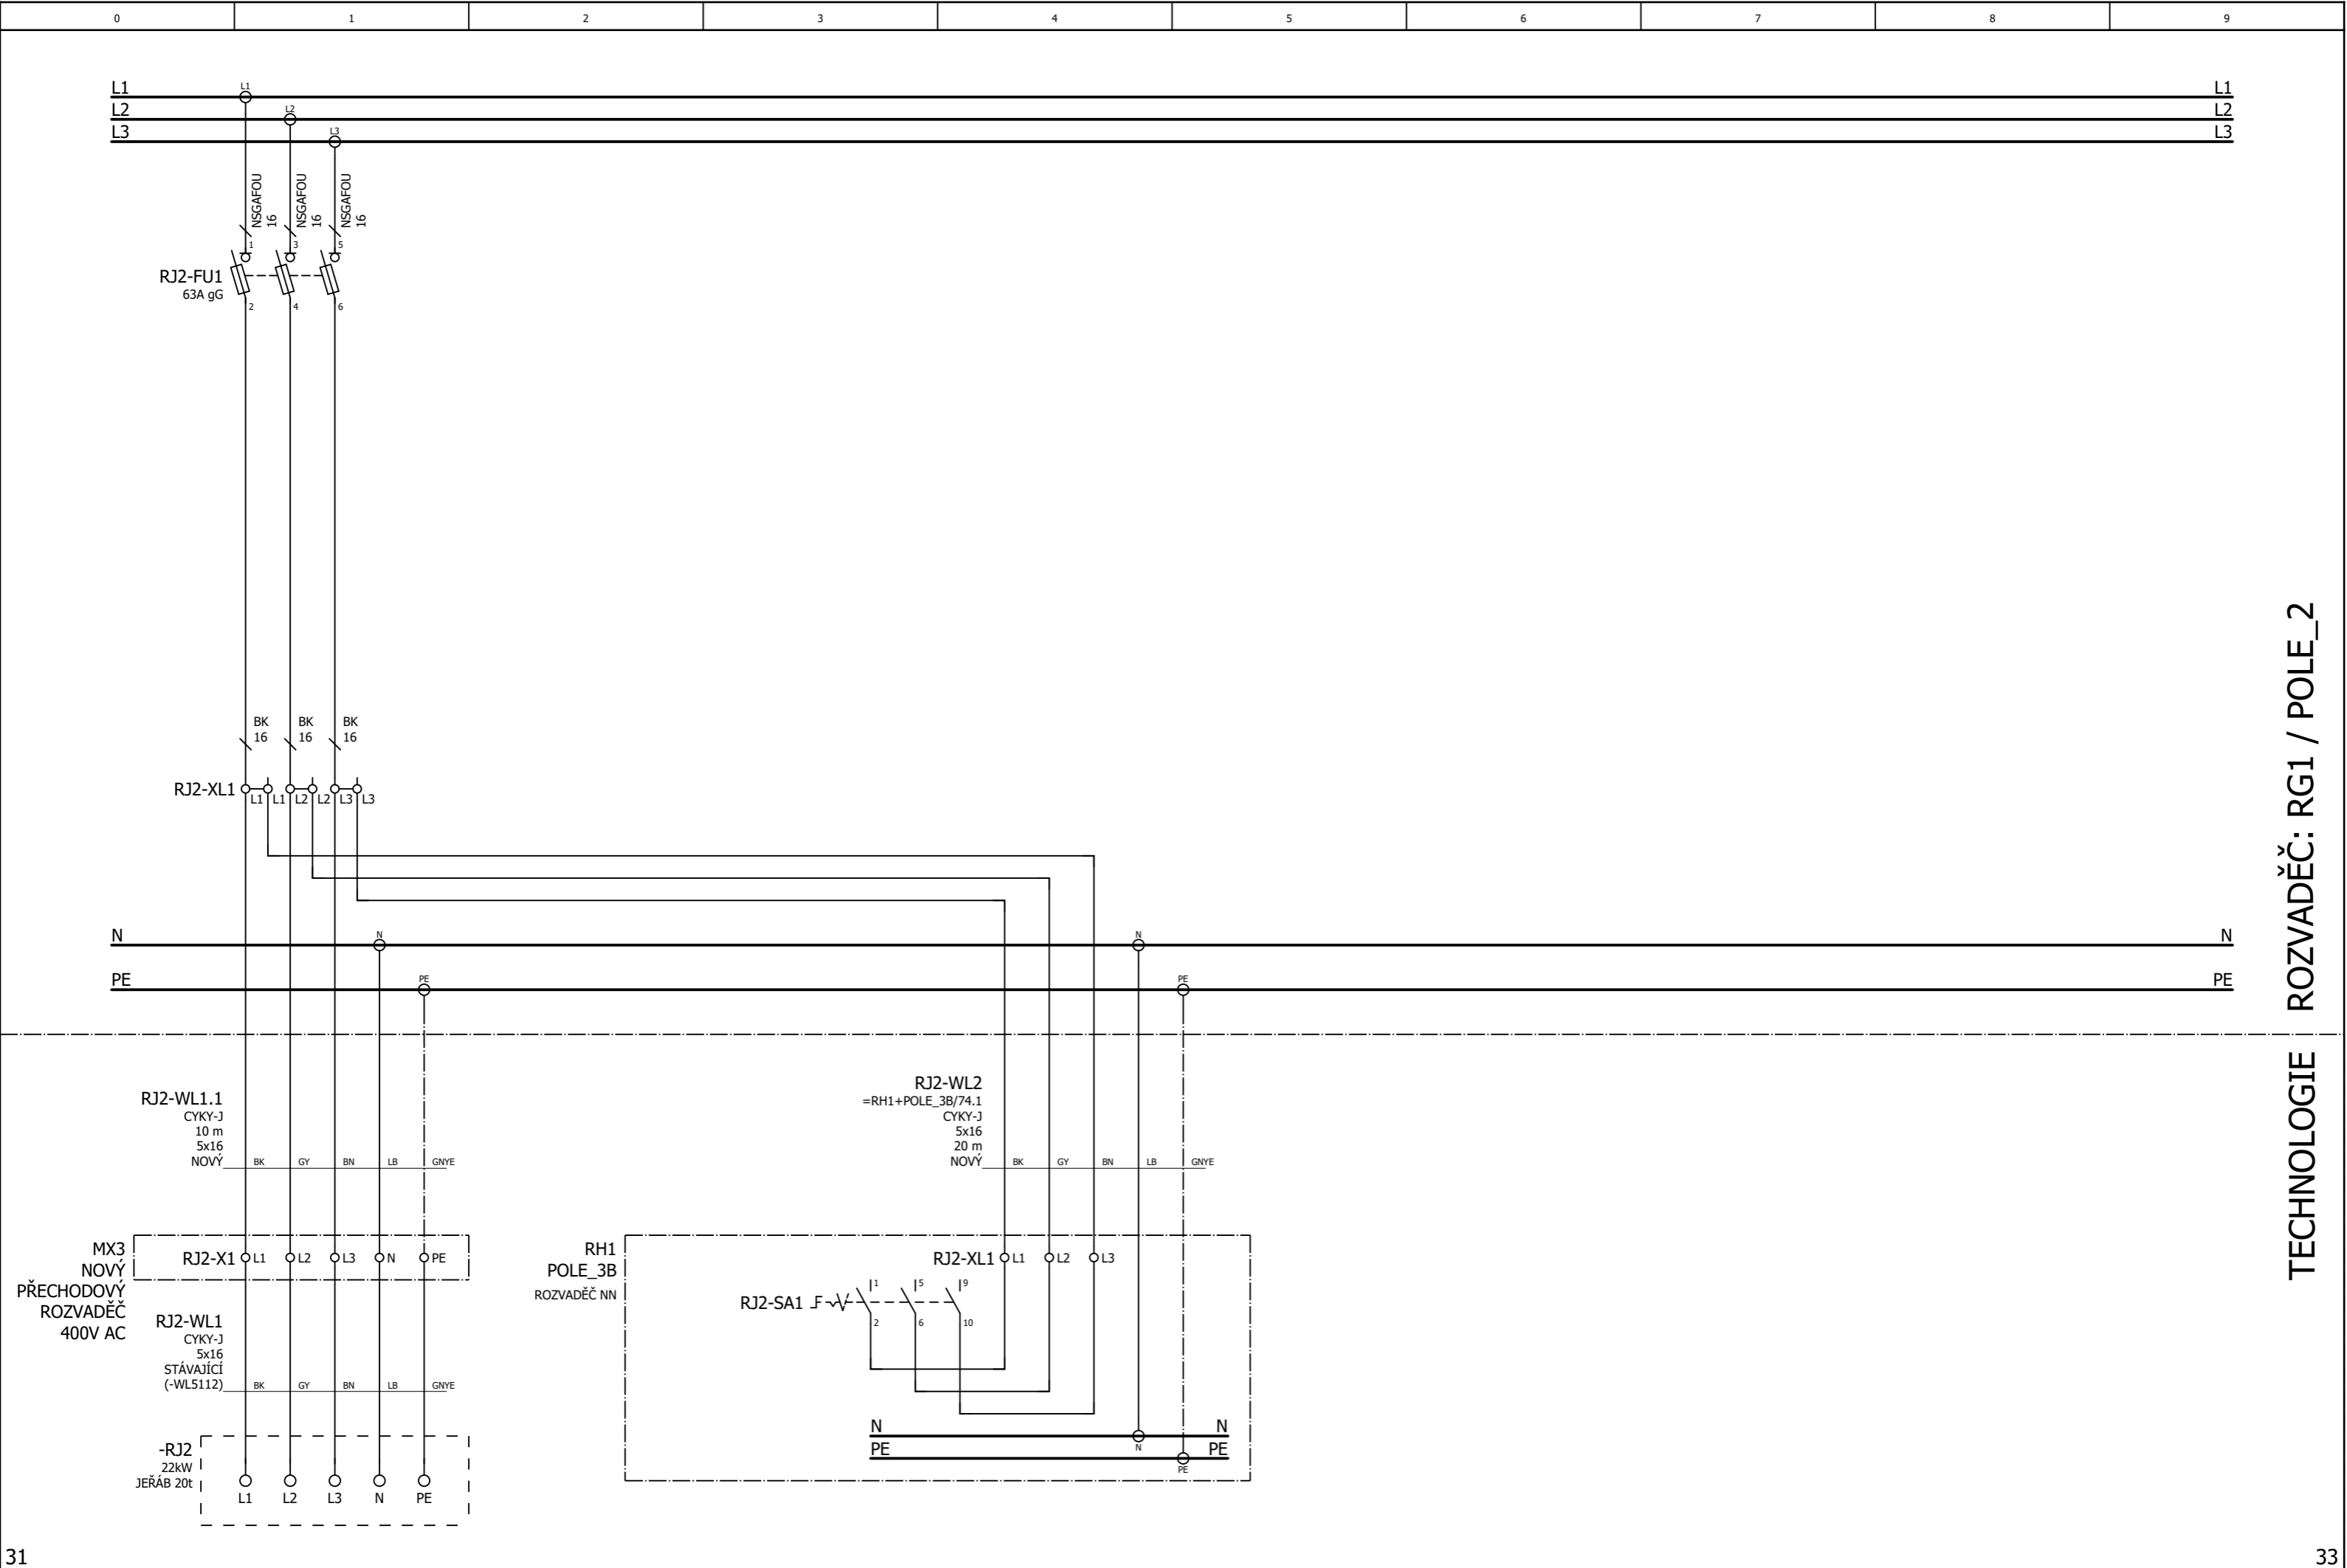 0 1 2 3 4 5 6 7 8 9
L1 L1 L1
L2 L2 L2
L3 L3 L3
NSGAFOU 16
NSGAFOU 16
NSGAFOU 16
1 3 5
RJ2-FU1
63A gG
2 4 6
BK BK BK
16 16 16
RJ2-XL1
L1 L1 L2 L2 L3 L3
N N N N
PE PE PE PE
ROZVADĚČ: RG1 / POLE_2
TECHNOLOGIE
RJ2-WL1.1
CYKY-J
10 m
5x16
NOVÝ
BK GY BN LB GNYE
RJ2-WL2
=RH1+POLE_3B/74.1
CYKY-J
5x16
20 m
NOVÝ
BK GY BN LB GNYE
MX3
NOVÝ
PŘECHODOVÝ
ROZVADĚČ
400V AC
RJ2-X1 L1 L2 L3 N PE
RJ2-WL1
CYKY-J
5x16
STÁVAJÍCÍ
(-WL5112)
BK GY BN LB GNYE
-RJ2
22kW
JEŘÁB 20t
L1 L2 L3 N PE
RH1
POLE_3B
ROZVADĚČ NN
RJ2-XL1 L1 L2 L3
1 5 9
RJ2-SA1
2 6 10
N N
N
PE PE
PE
31
33